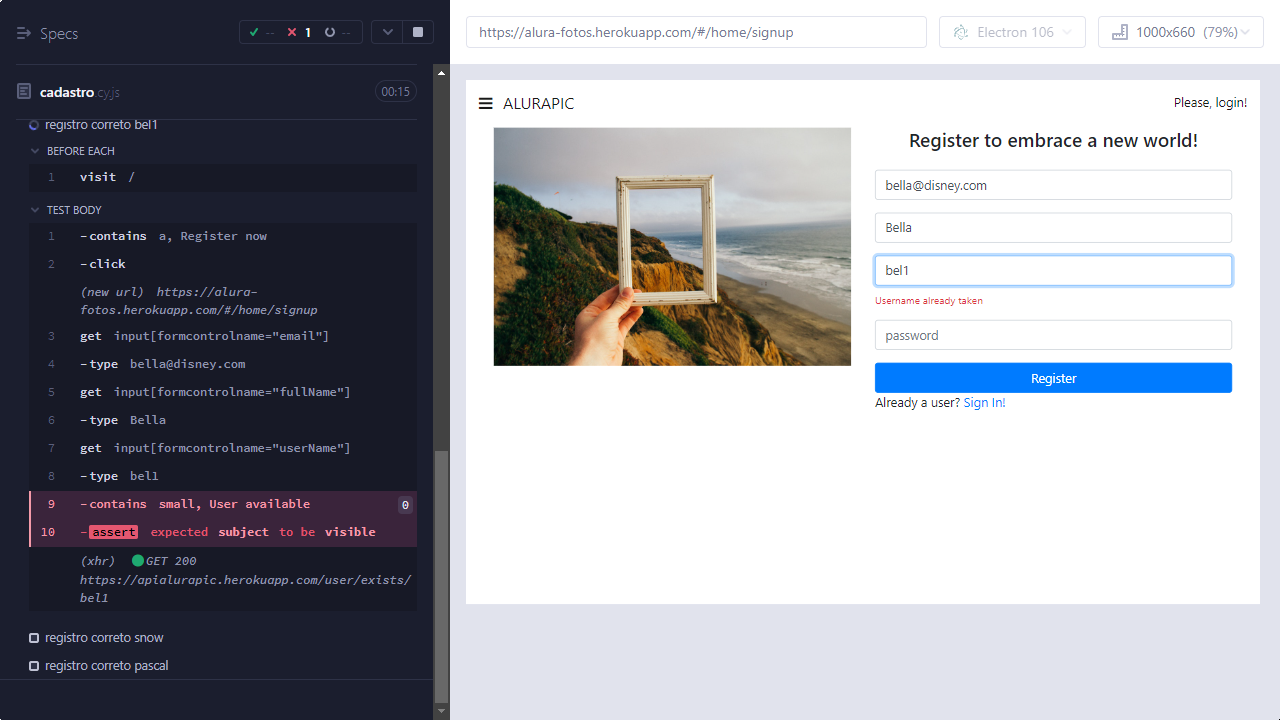 Specs
-- 1 --
cadastro.cy.js
00:15
registro correto bel1
BEFORE EACH
1 visit /
TEST BODY
1 -contains a, Register now
2 -click
(new url) https://alura-
fotos.herokuapp.com/#/home/signup
3 get input[formcontrolname="email"]
4 -type bella@disney.com
5 get input[formcontrolname="fullName"]
6 -type Bella
7 get input[formcontrolname="userName"]
8 -type bel1
9 -contains small, User available 0
10 -assert expected subject to be visible
(xhr) GET 200
https://apialurapic.herokuapp.com/user/exists/
bel1
registro correto snow
registro correto pascal
https://alura-fotos.herokuapp.com/#/home/signup
Electron 106
1000x660 (79%)
ALURAPIC
Please, login!
Register to embrace a new world!
bella@disney.com
Bella
bel1
Username already taken
password
Register
Already a user? Sign In!